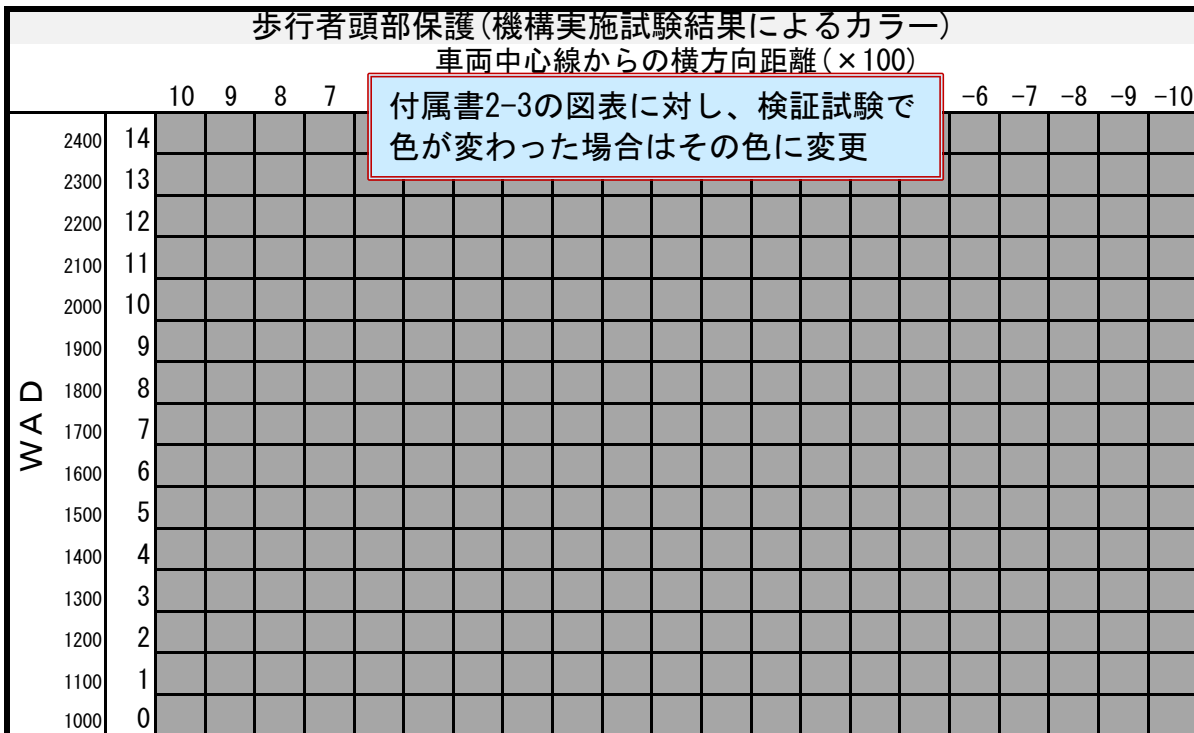 歩行者頭部保護(機構実施試験結果によるカラー)
車両中心線からの横方向距離(×100)
10 9 8 7 -6 -7 -8 -9 -10
付属書2-3の図表に対し、検証試験で
色が変わった場合はその色に変更
WAD
2400 14
2300 13
2200 12
2100 11
2000 10
1900 9
1800 8
1700 7
1600 6
1500 5
1400 4
1300 3
1200 2
1100 1
1000 0